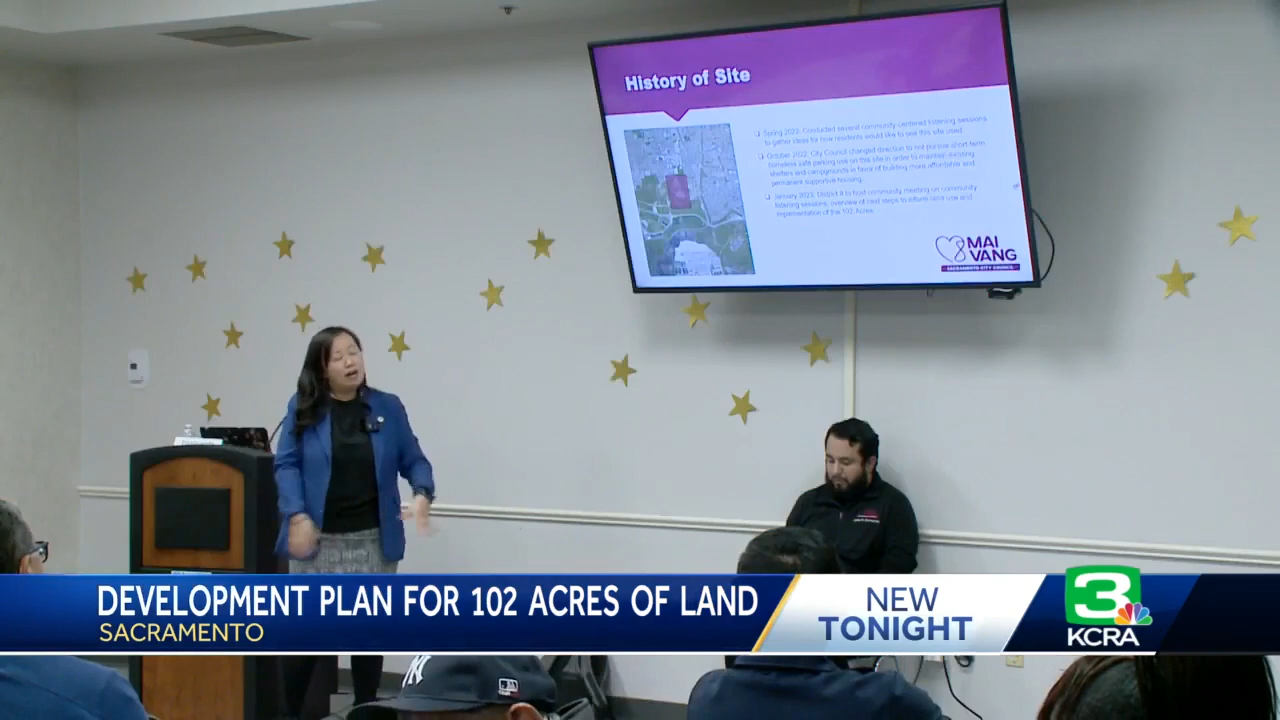 History of Site
Spring 2022: Conducted several community-centered listening sessions
to gather ideas for how residents would like to see this site used.
October 2022: City Council changed direction to not pursue short-term
homeless safe parking use on this site in order to maintain existing
shelters and campgrounds in favor of building more affordable and
permanent supportive housing.
January 2023: District 8 to host community meeting on community
listening sessions, overview of next steps to inform land use and
implementation of the 102 Acres.
MAI
VANG
SACRAMENTO CITY COUNCIL
DEVELOPMENT PLAN FOR 102 ACRES OF LAND
SACRAMENTO
NEW
TONIGHT
3
KCRA
NY